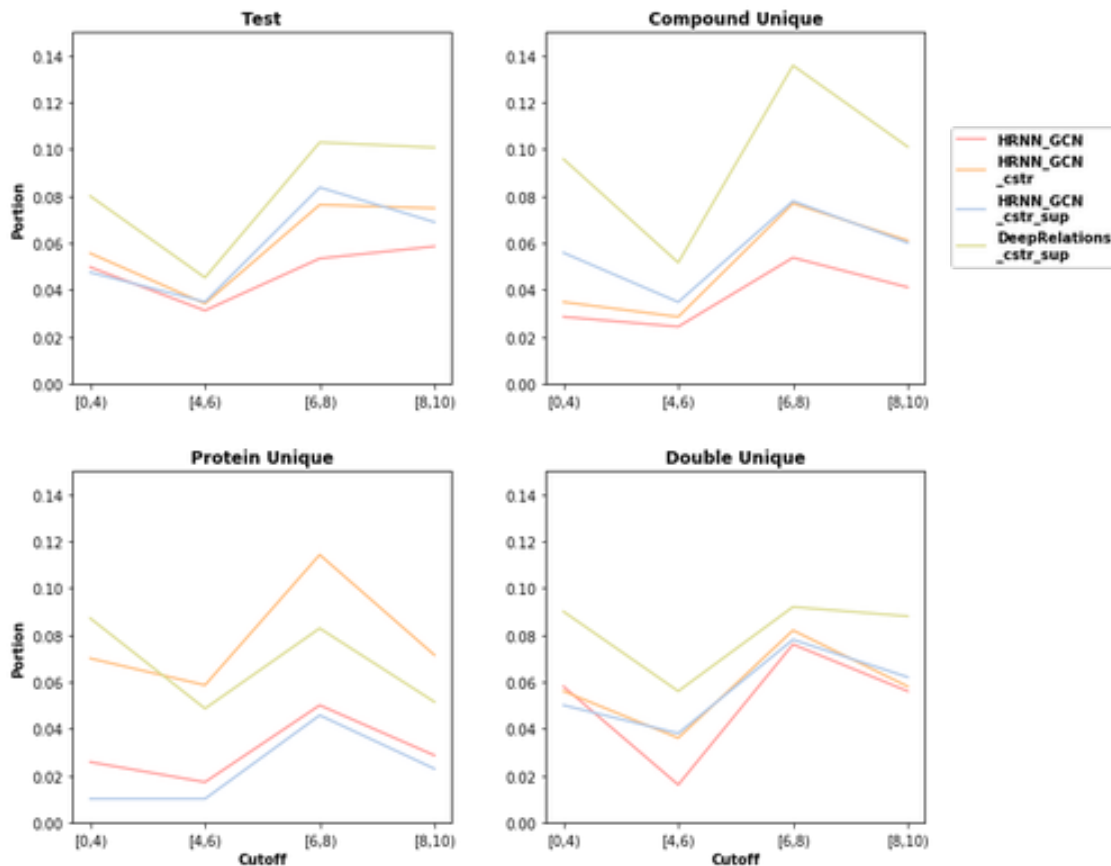 Test
Compound Unique
0.14
0.12
0.10
0.08
0.06
0.04
0.02
0.00
Portion
[0,4) [4,6) [6,8) [8,10)
0.14
0.12
0.10
0.08
0.06
0.04
0.02
0.00
[0,4) [4,6) [6,8) [8,10)
HRNN_GCN
HRNN_GCN
_cstr
HRNN_GCN
_cstr_sup
DeepRelations
_cstr_sup
Protein Unique
Double Unique
0.14
0.12
0.10
0.08
0.06
0.04
0.02
0.00
Portion
[0,4) [4,6) [6,8) [8,10)
Cutoff
0.14
0.12
0.10
0.08
0.06
0.04
0.02
0.00
[0,4) [4,6) [6,8) [8,10)
Cutoff